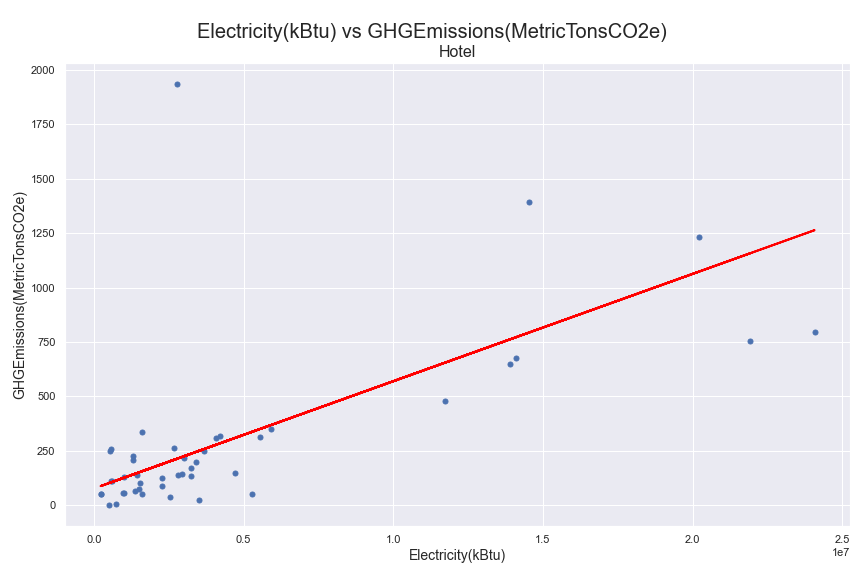 Electricity(kBtu) vs GHGEmissions(MetricTonsCO2e)
Hotel
2000
1750
1500
1250
1000
750
500
250
0
GHGEmissions(MetricTonsCO2e)
0.0 0.5 1.0 1.5 2.0 2.5
1e7
Electricity(kBtu)